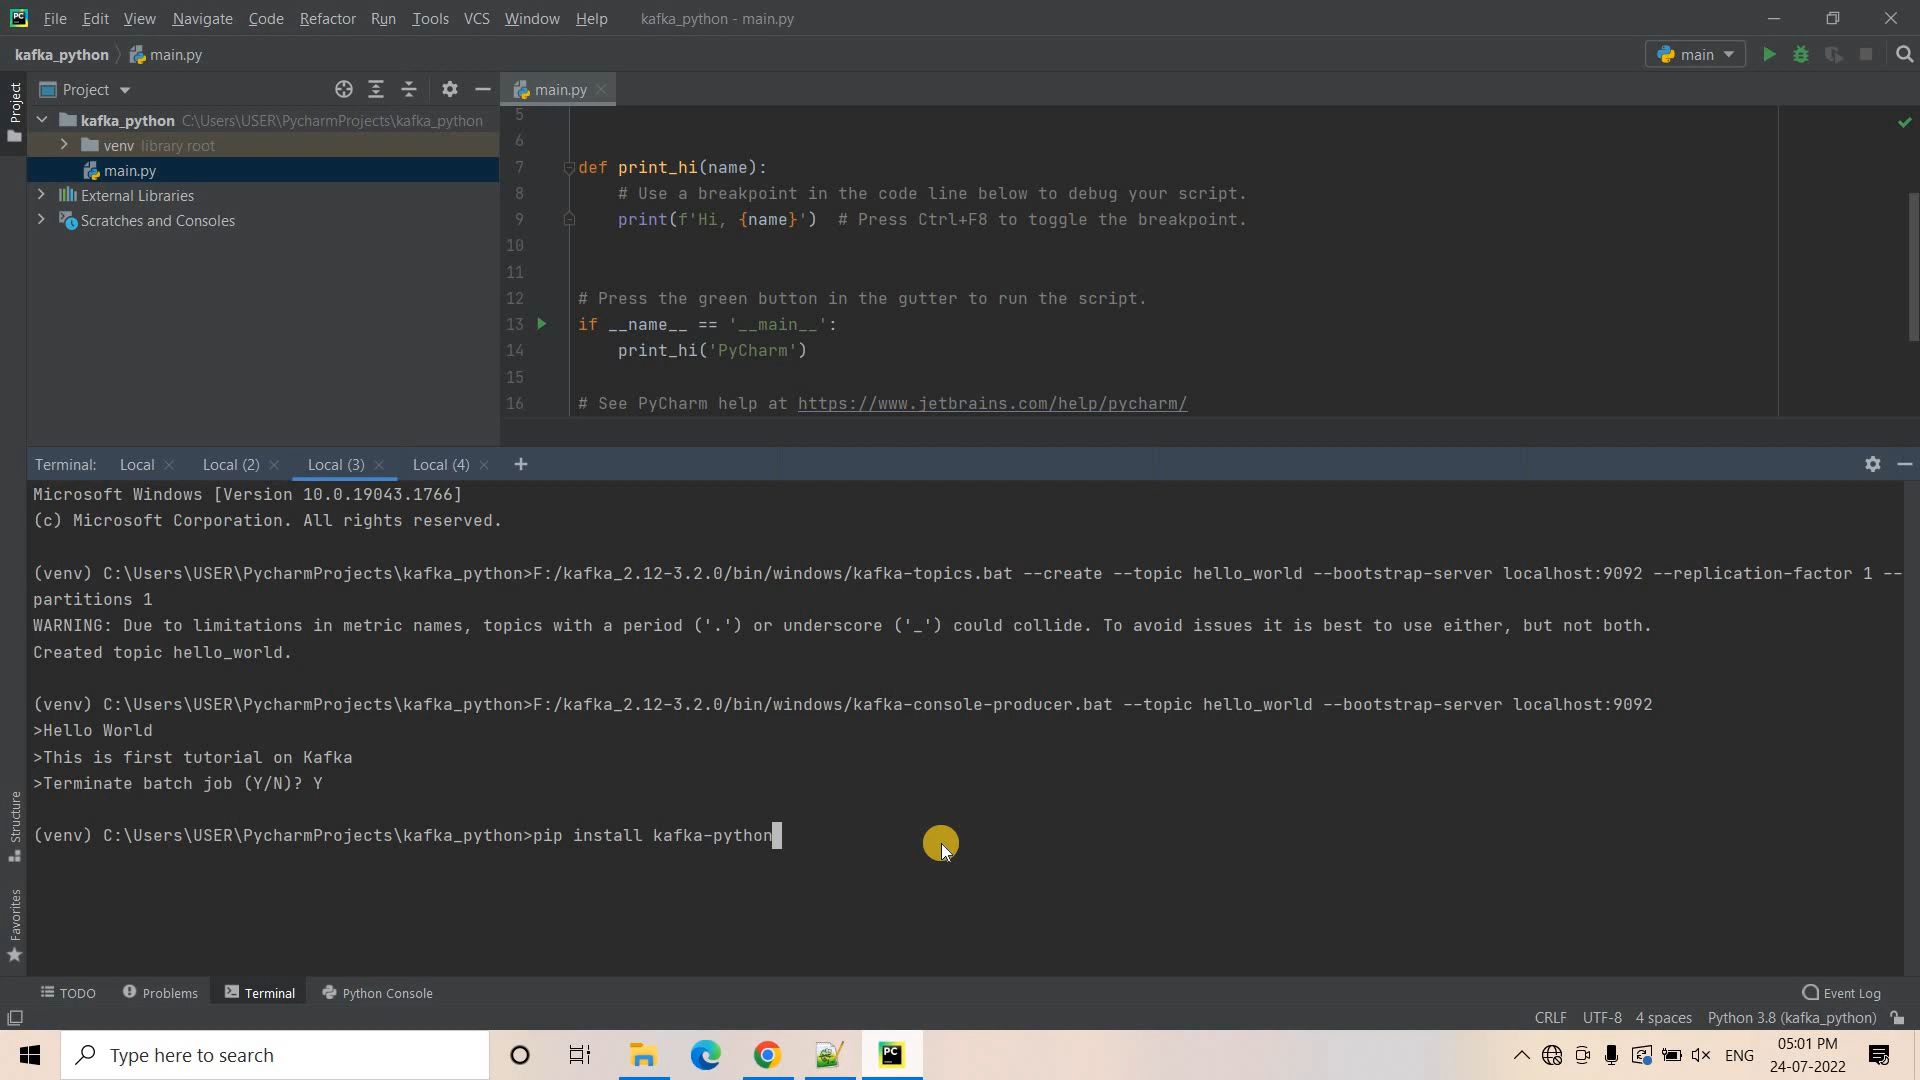 File Edit View Navigate Code Refactor Run Tools VCS Window Help kafka_python - main.py
kafka_python main.py main
Project
Project
main.py
kafka_python C:\Users\USER\PycharmProjects\kafka_python
venv library root
main.py
External Libraries
Scratches and Consoles
5
6
7 def print_hi(name):
8 # Use a breakpoint in the code line below to debug your script.
9 print(f'Hi, {name}') # Press Ctrl+F8 to toggle the breakpoint.
10
11
12 # Press the green button in the gutter to run the script.
13 if __name__ == '__main__':
14 print_hi('PyCharm')
15
16 # See PyCharm help at https://www.jetbrains.com/help/pycharm/
Terminal: Local Local (2) Local (3) Local (4)
Microsoft Windows [Version 10.0.19043.1766]
(c) Microsoft Corporation. All rights reserved.
(venv) C:\Users\USER\PycharmProjects\kafka_python>F:/kafka_2.12-3.2.0/bin/windows/kafka-topics.bat --create --topic hello_world --bootstrap-server localhost:9092 --replication-factor 1 --
partitions 1
WARNING: Due to limitations in metric names, topics with a period ('.') or underscore ('_') could collide. To avoid issues it is best to use either, but not both.
Created topic hello_world.
(venv) C:\Users\USER\PycharmProjects\kafka_python>F:/kafka_2.12-3.2.0/bin/windows/kafka-console-producer.bat --topic hello_world --bootstrap-server localhost:9092
>Hello World
>This is first tutorial on Kafka
>Terminate batch job (Y/N)? Y
(venv) C:\Users\USER\PycharmProjects\kafka_python>pip install kafka-python
Structure
Favorites
TODO Problems Terminal Python Console Event Log
CRLF UTF-8 4 spaces Python 3.8 (kafka_python)
Type here to search
PC
ENG
05:01 PM
24-07-2022